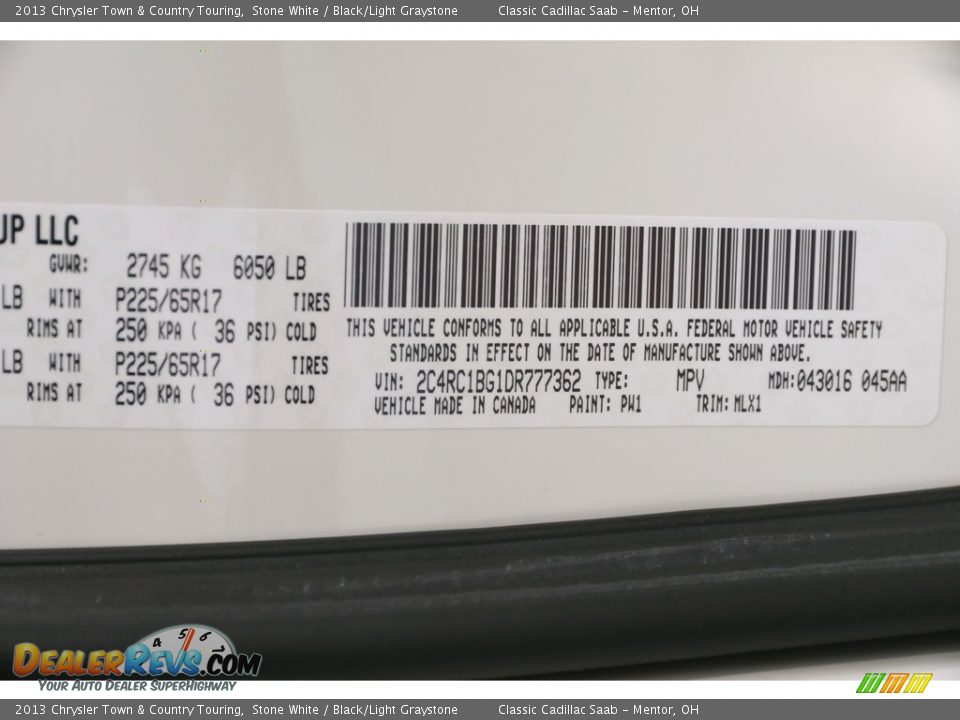 2013 Chrysler Town & Country Touring, Stone White / Black/Light Graystone Classic Cadillac Saab - Mentor, OH
UP LLC
GVWR: 2745 KG 6050 LB
LB WITH P225/65R17 TIRES
RIMS AT 250 KPA ( 36 PSI) COLD
LB WITH P225/65R17 TIRES
RIMS AT 250 KPA ( 36 PSI) COLD
THIS VEHICLE CONFORMS TO ALL APPLICABLE U.S.A. FEDERAL MOTOR VEHICLE SAFETY
STANDARDS IN EFFECT ON THE DATE OF MANUFACTURE SHOWN ABOVE.
VIN: 2C4RC1BG1DR777362 TYPE: MPV MDH:043016 045AA
VEHICLE MADE IN CANADA PAINT: PW1 TRIM: MLX1
4 5 6
DEALERREVS.COM
YOUR AUTO DEALER SUPERHIGHWAY
2013 Chrysler Town & Country Touring, Stone White / Black/Light Graystone Classic Cadillac Saab - Mentor, OH